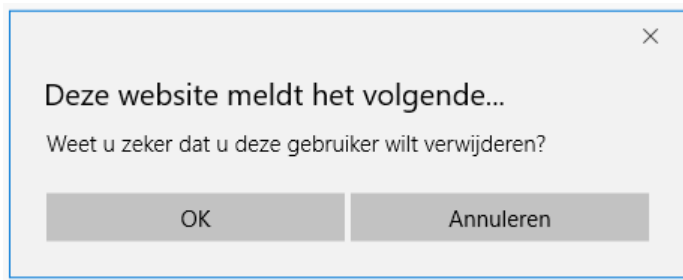 Deze website meldt het volgende...
Weet u zeker dat u deze gebruiker wilt verwijderen?
OK
Annuleren